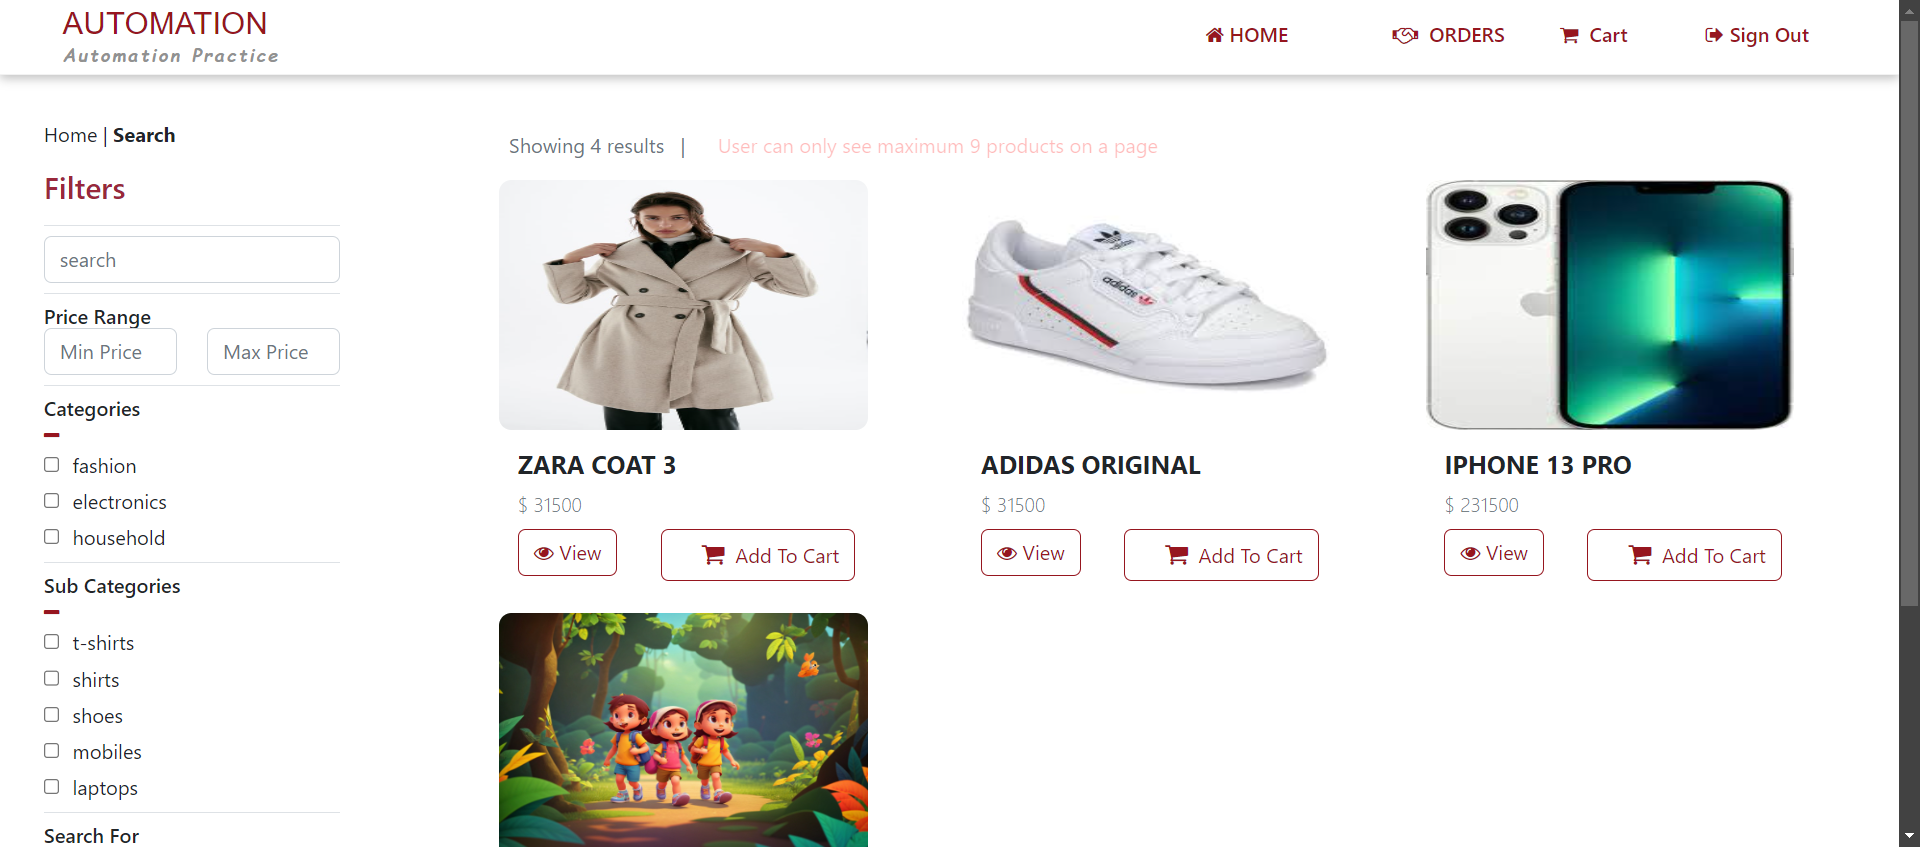 AUTOMATION
Automation Practice
HOME
ORDERS
Cart
Sign Out
Home | Search
Filters
search
Price Range
Min Price
Max Price
Categories
fashion
electronics
household
Sub Categories
t-shirts
shirts
shoes
mobiles
laptops
Search For
Showing 4 results |
User can only see maximum 9 products on a page
adidas
adidas
ZARA COAT 3
$ 31500
View
Add To Cart
ADIDAS ORIGINAL
$ 31500
View
Add To Cart
IPHONE 13 PRO
$ 231500
View
Add To Cart